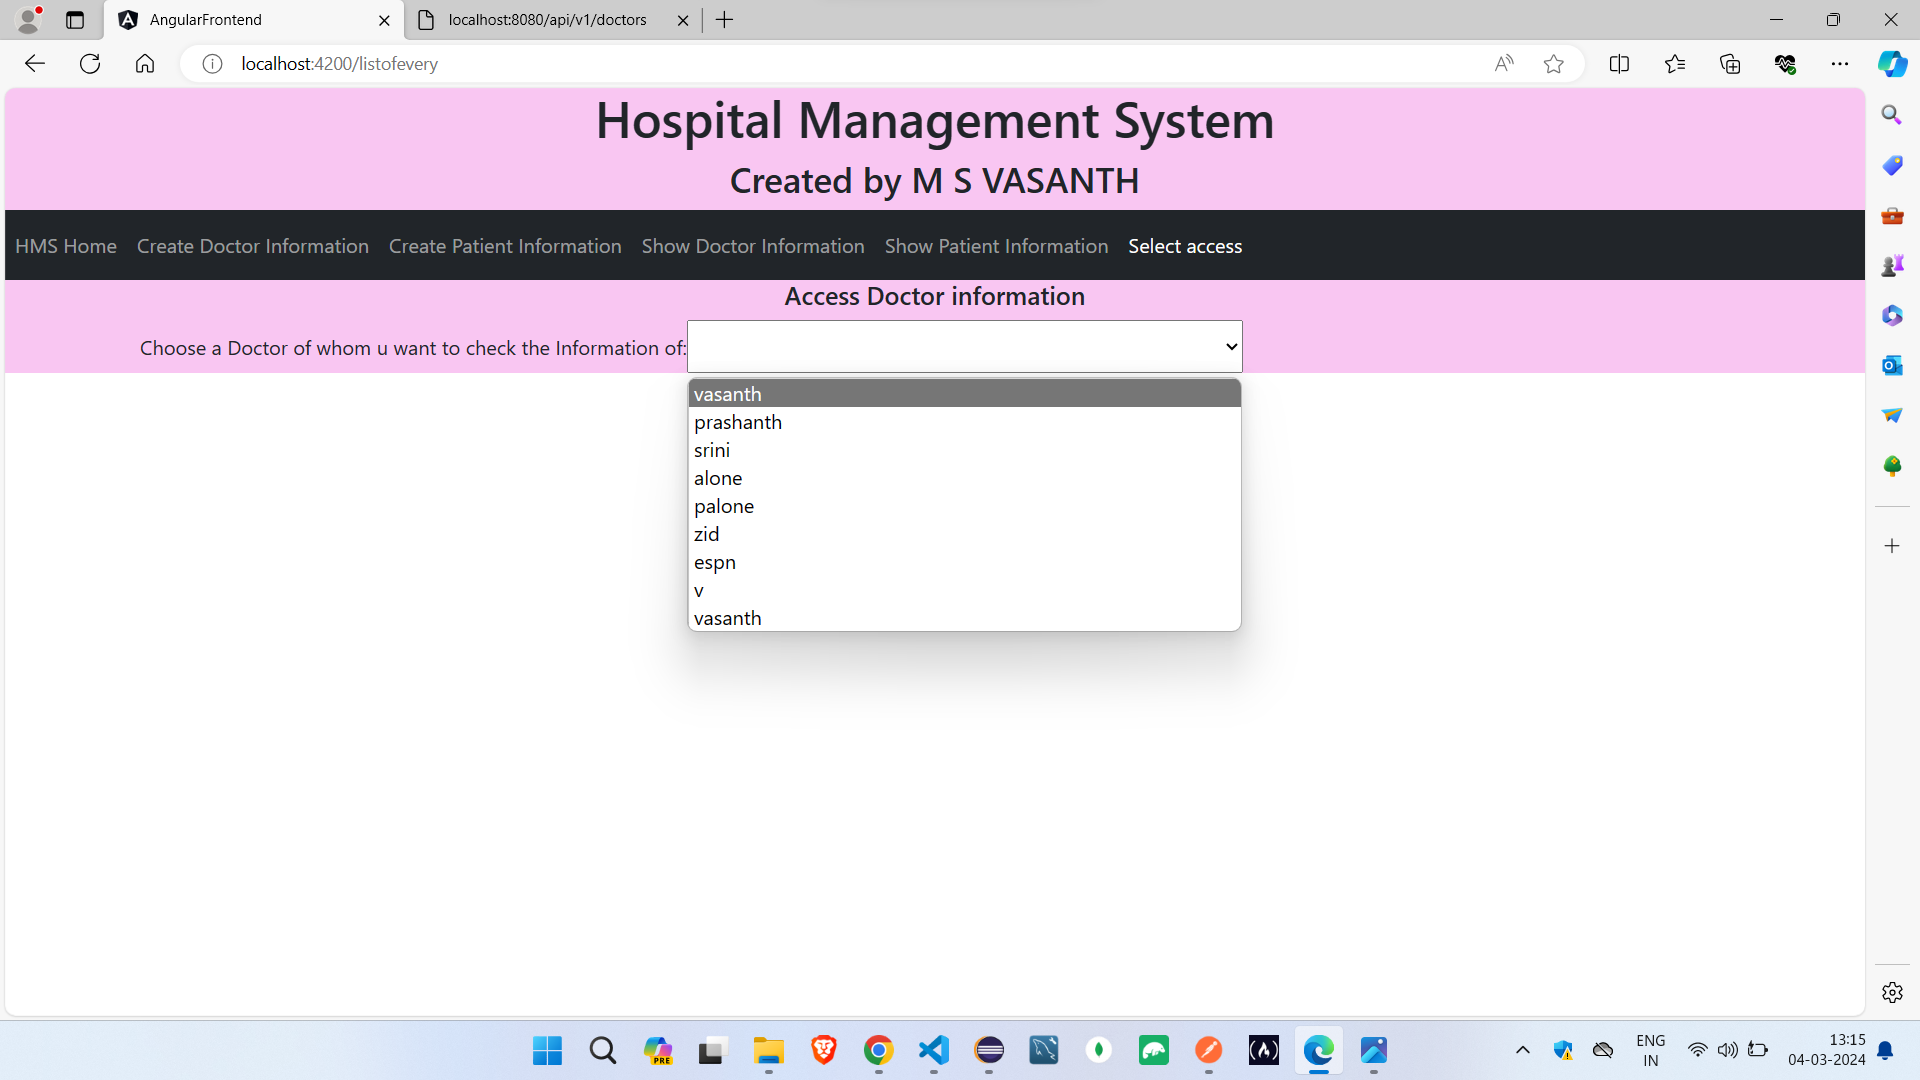 AngularFrontend
localhost:8080/api/v1/doctors
localhost:4200/listofevery
Hospital Management System
Created by M S VASANTH
HMS Home Create Doctor Information Create Patient Information Show Doctor Information Show Patient Information Select access
Access Doctor information
Choose a Doctor of whom u want to check the Information of:
vasanth
prashanth
srini
alone
palone
zid
espn
v
vasanth
PRE
ENG
IN
13:15
04-03-2024